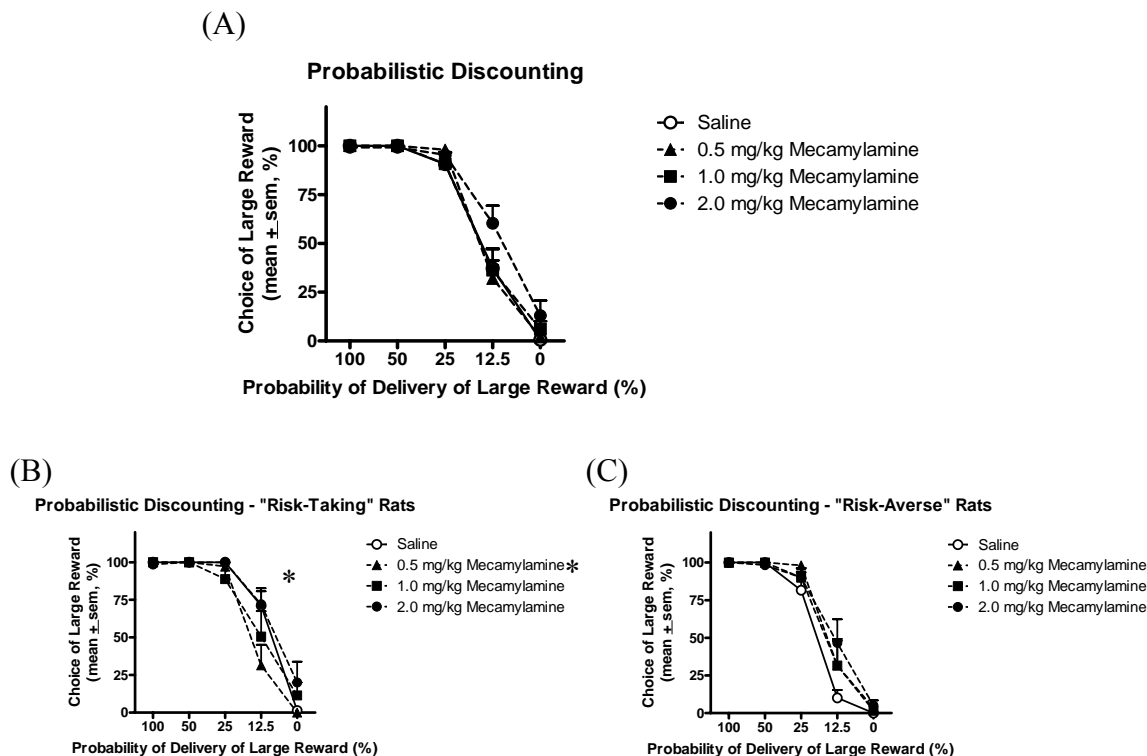 (A)
Probabilistic Discounting
Choice of Large Reward
(mean ± sem, %)
100
75
50
25
0
100 50 25 12.5 0
Probability of Delivery of Large Reward (%)
Saline
0.5 mg/kg Mecamylamine
1.0 mg/kg Mecamylamine
2.0 mg/kg Mecamylamine
(B)
Probabilistic Discounting - "Risk-Taking" Rats
Choice of Large Reward
(mean ± sem, %)
100
75
50
25
0
100 50 25 12.5 0
Probability of Delivery of Large Reward (%)
*
Saline
0.5 mg/kg Mecamylamine*
1.0 mg/kg Mecamylamine
2.0 mg/kg Mecamylamine
(C)
Probabilistic Discounting - "Risk-Averse" Rats
Choice of Large Reward
(mean ± sem, %)
100
75
50
25
0
100 50 25 12.5 0
Probability of Delivery of Large Reward (%)
Saline
0.5 mg/kg Mecamylamine
1.0 mg/kg Mecamylamine
2.0 mg/kg Mecamylamine